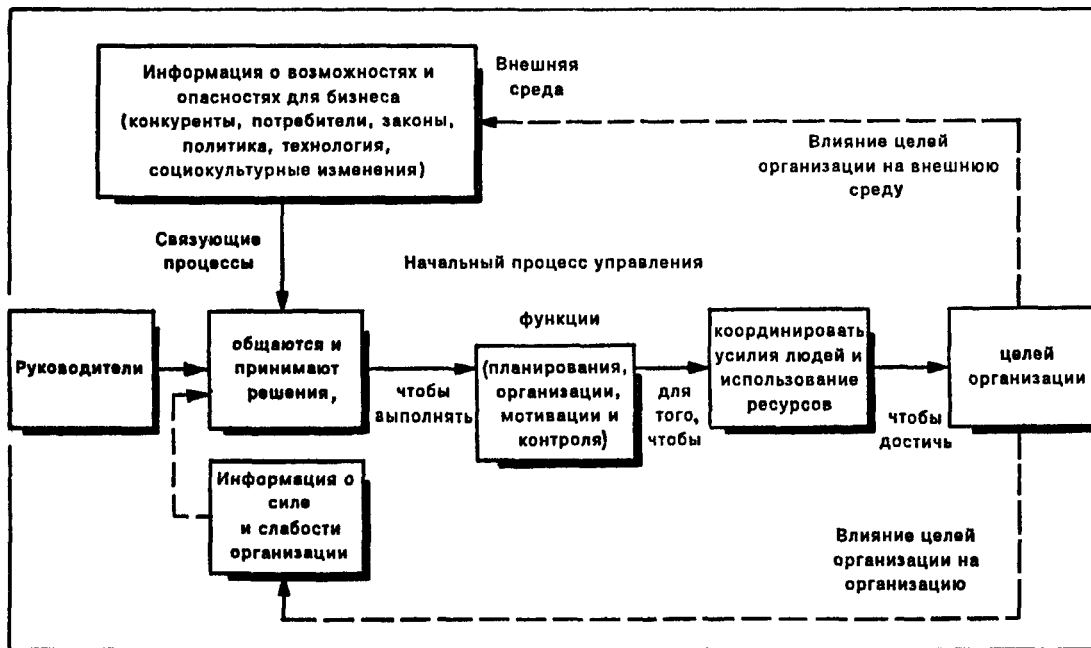 Информация о возможностях и
опасностях для бизнеса
(конкуренты, потребители, законы,
политика, технология,
социокультурные изменения)
Внешняя
среда
Влияние целей
организации на внешнюю
среду
Связующие
процессы
Начальный процесс управления
Руководители
общаются и
принимают
решения,
чтобы
выполнять
функции
(планирования,
организации,
мотивации и
контроля)
для
того,
чтобы
координировать
усилия людей и
использование
ресурсов
чтобы
достичь
целей
организации
Информация о
силе
и слабости
организации
Влияние целей
организации на
организацию